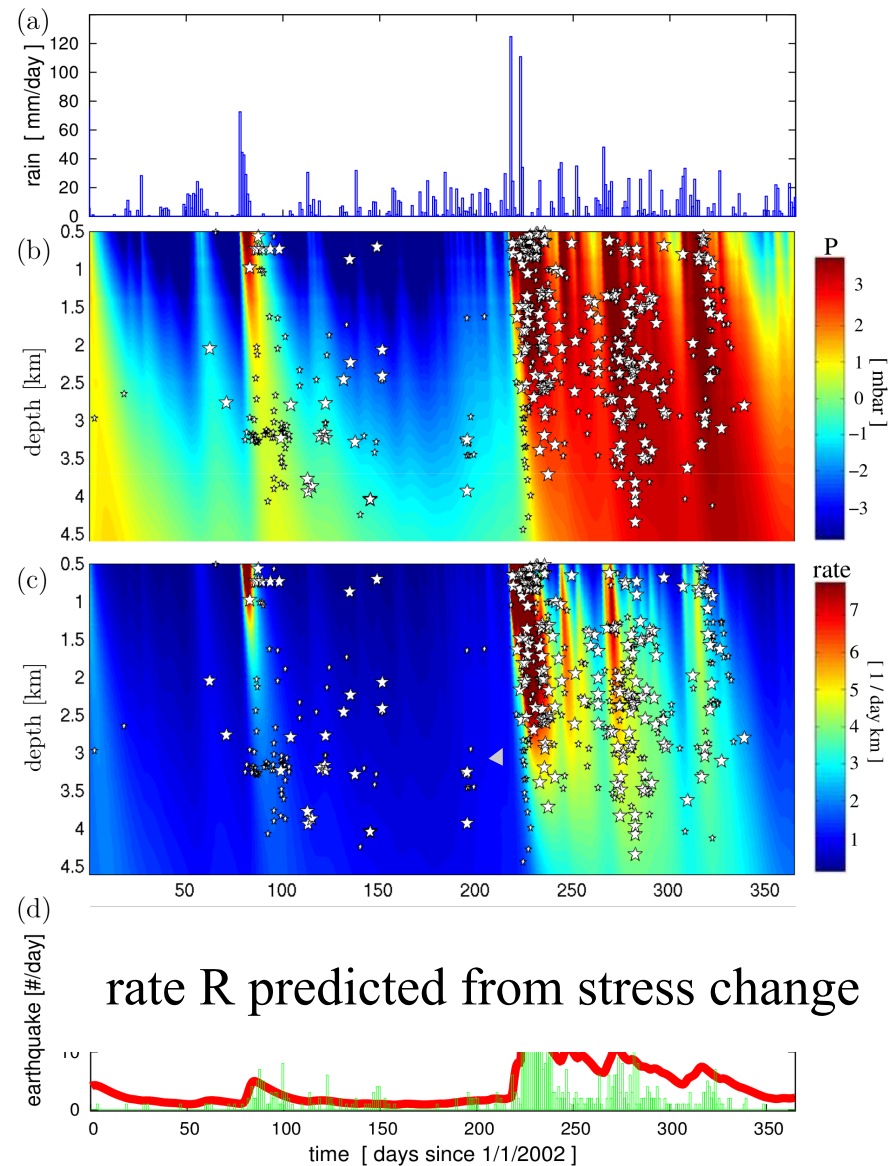 (a)
rain [ mm/day]
120
100
80
60
40
20
0
(b)
depth [km]
0.5
1
1.5
2
2.5
3
3.5
4
4.5
P
3
2
1
0
−1
−2
−3
[ mbar]
(c)
depth [km]
0.5
1
1.5
2
2.5
3
3.5
4
4.5
50 100 150 200 250 300 350
rate
7
6
5
4
3
2
1
[ 1 / day km]
(d)
earthquake [#/day]
rate R predicted from stress change
0
0 50 100 150 200 250 300 350
time [ days since 1/1/2002 ]